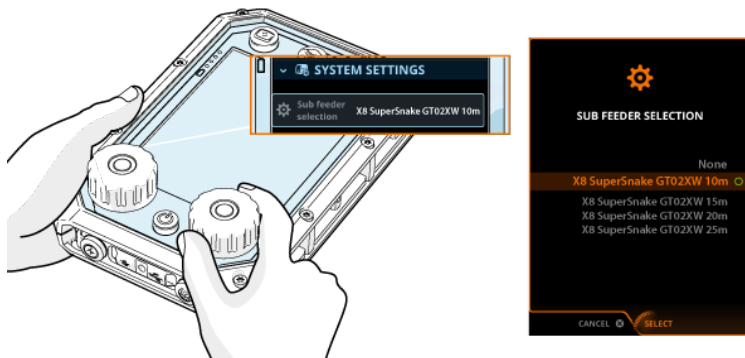 SYSTEM SETTINGS
Sub feeder
selection
X8 SuperSnake GT02XW 10m
SUB FEEDER SELECTION
None
X8 SuperSnake GT02XW 10m
X8 SuperSnake GT02XW 15m
X8 SuperSnake GT02XW 20m
X8 SuperSnake GT02XW 25m
CANCEL
SELECT